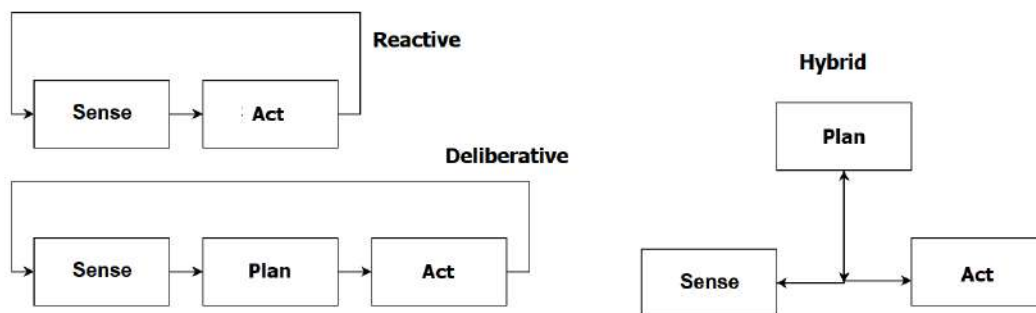 Reactive
Sense
Act
Deliberative
Sense
Plan
Act
Hybrid
Plan
Sense
Act